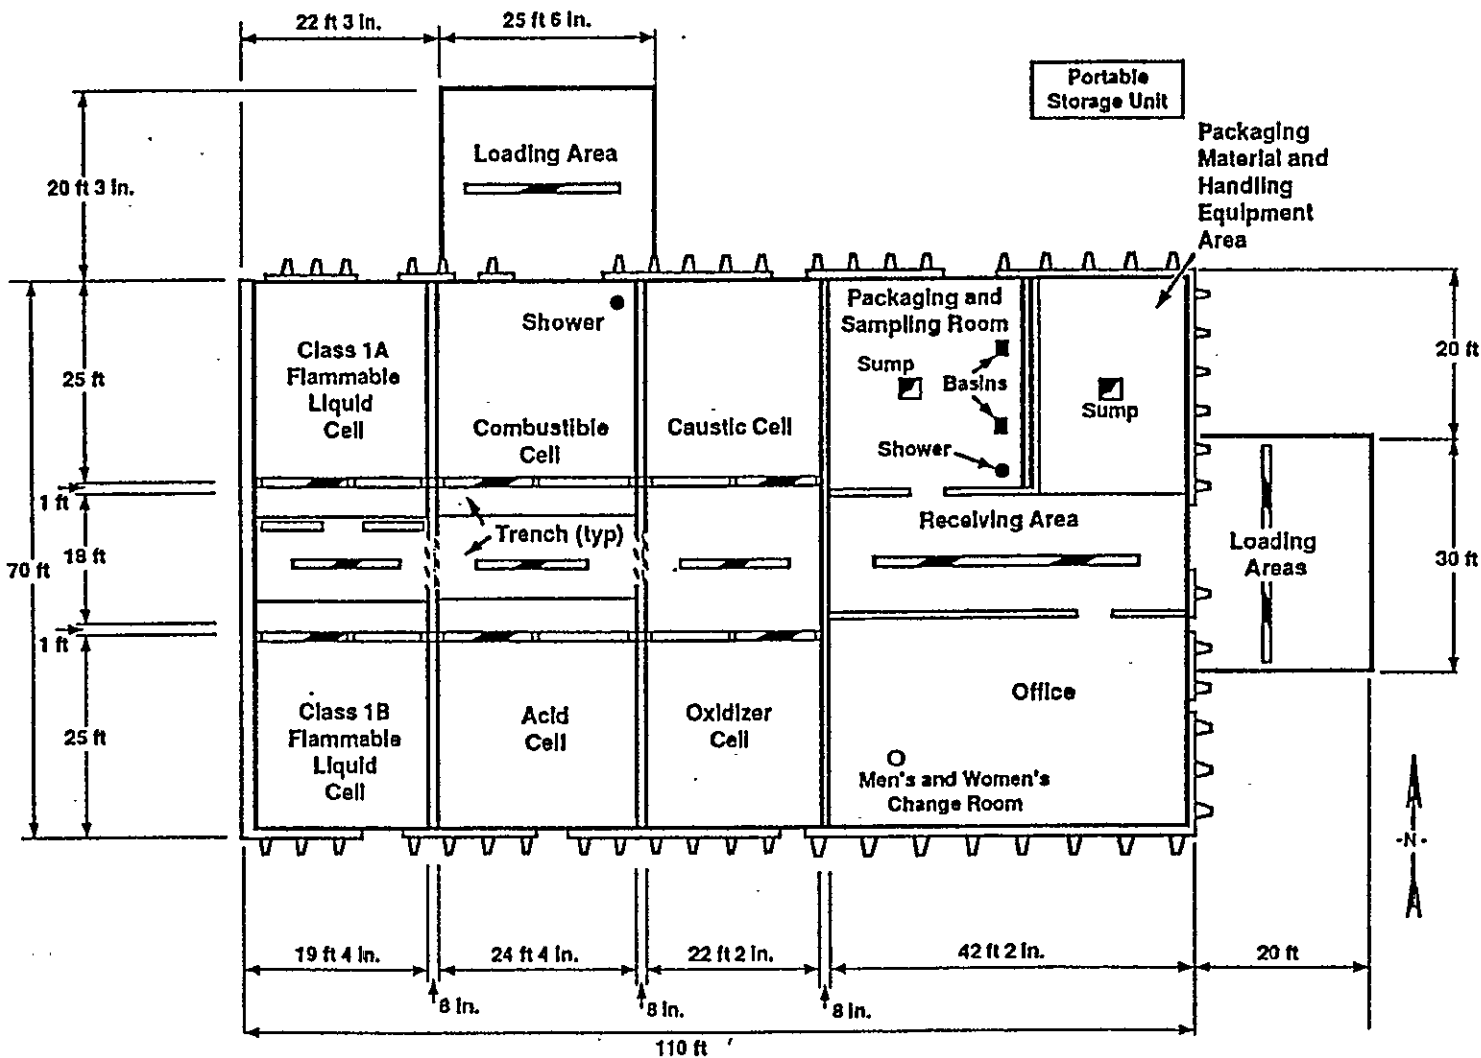 22 ft 3 in.
25 ft 6 in.
Portable
Storage Unit
Packaging
Material and
Handling
Equipment
Area
Loading Area
20 ft 3 in.
Shower
Packaging and
Sampling Room
Class 1A
Flammable
Liquid
Cell
25 ft
20 ft
Sump
Basins
Sump
Combustible
Cell
Caustic Cell
Shower
1 ft
Trench (typ)
Receiving Area
Loading
Areas
70 ft
18 ft
30 ft
1 ft
Class 1B
Flammable
Liquid
Cell
25 ft
Acid
Cell
Oxidizer
Cell
Office
Men's and Women's
Change Room
-N-
19 ft 4 in.
24 ft 4 in.
22 ft 2 in.
42 ft 2 in.
20 ft
8 in.
8 in.
8 in.
110 ft